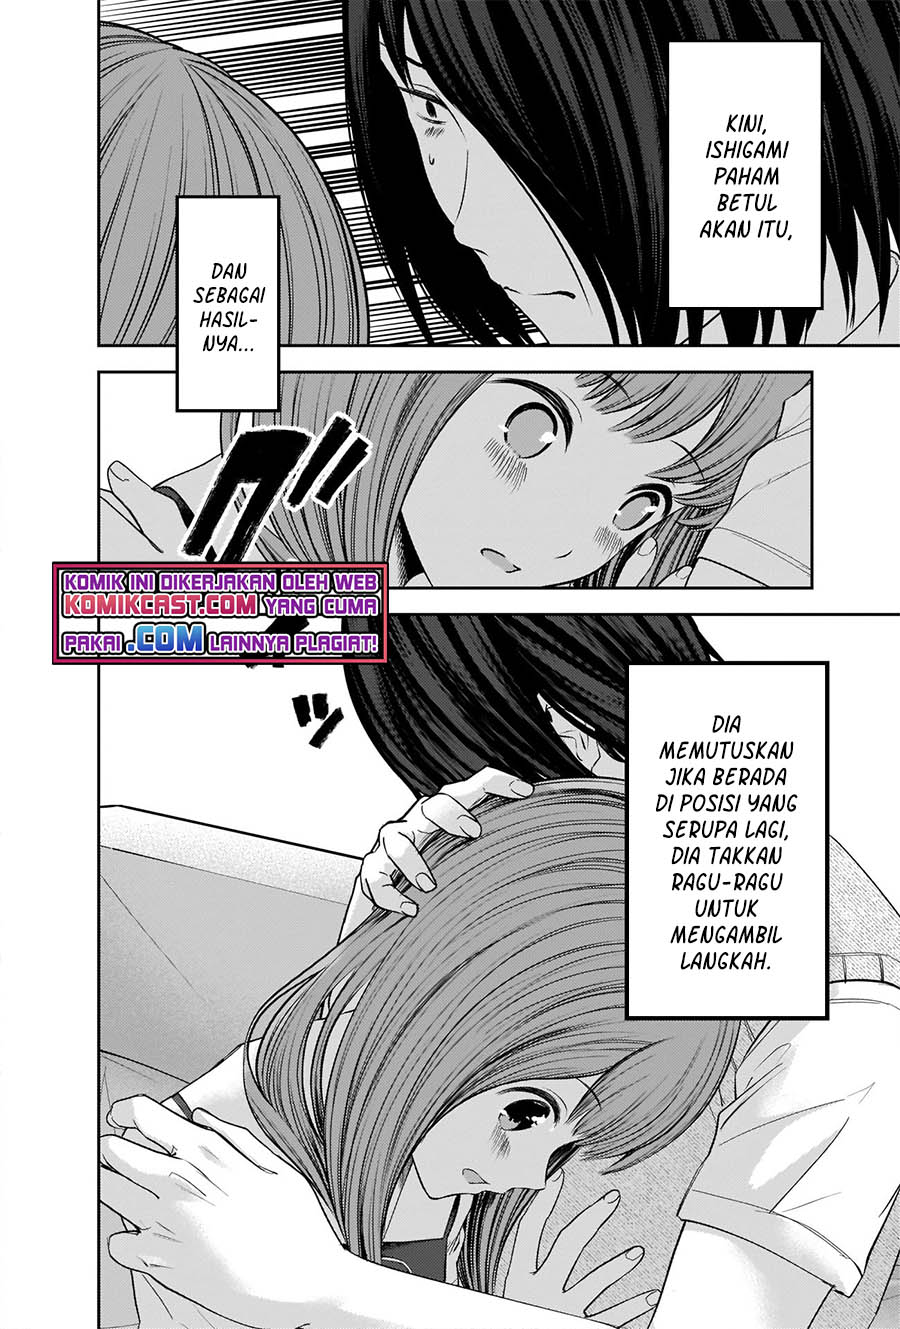 KINI,
ISHIGAMI
PAHAM
BETUL
AKAN ITU,
DAN
SEBAGAI
HASIL-
NYA...
グ
KOMIK INI DIKERJAKAN OLEH WEB
KOMIKCAST.COM YANG CUMA
PAKAI .COM LAINNYA PLAGIAT!
ッ
DIA
MEMUTUSKAN
JIKA BERADA
DI POSISI YANG
SERUPA LAGI,
DIA TAKKAN
RAGU-RAGU
UNTUK
MENGAMBIL
LANGKAH.